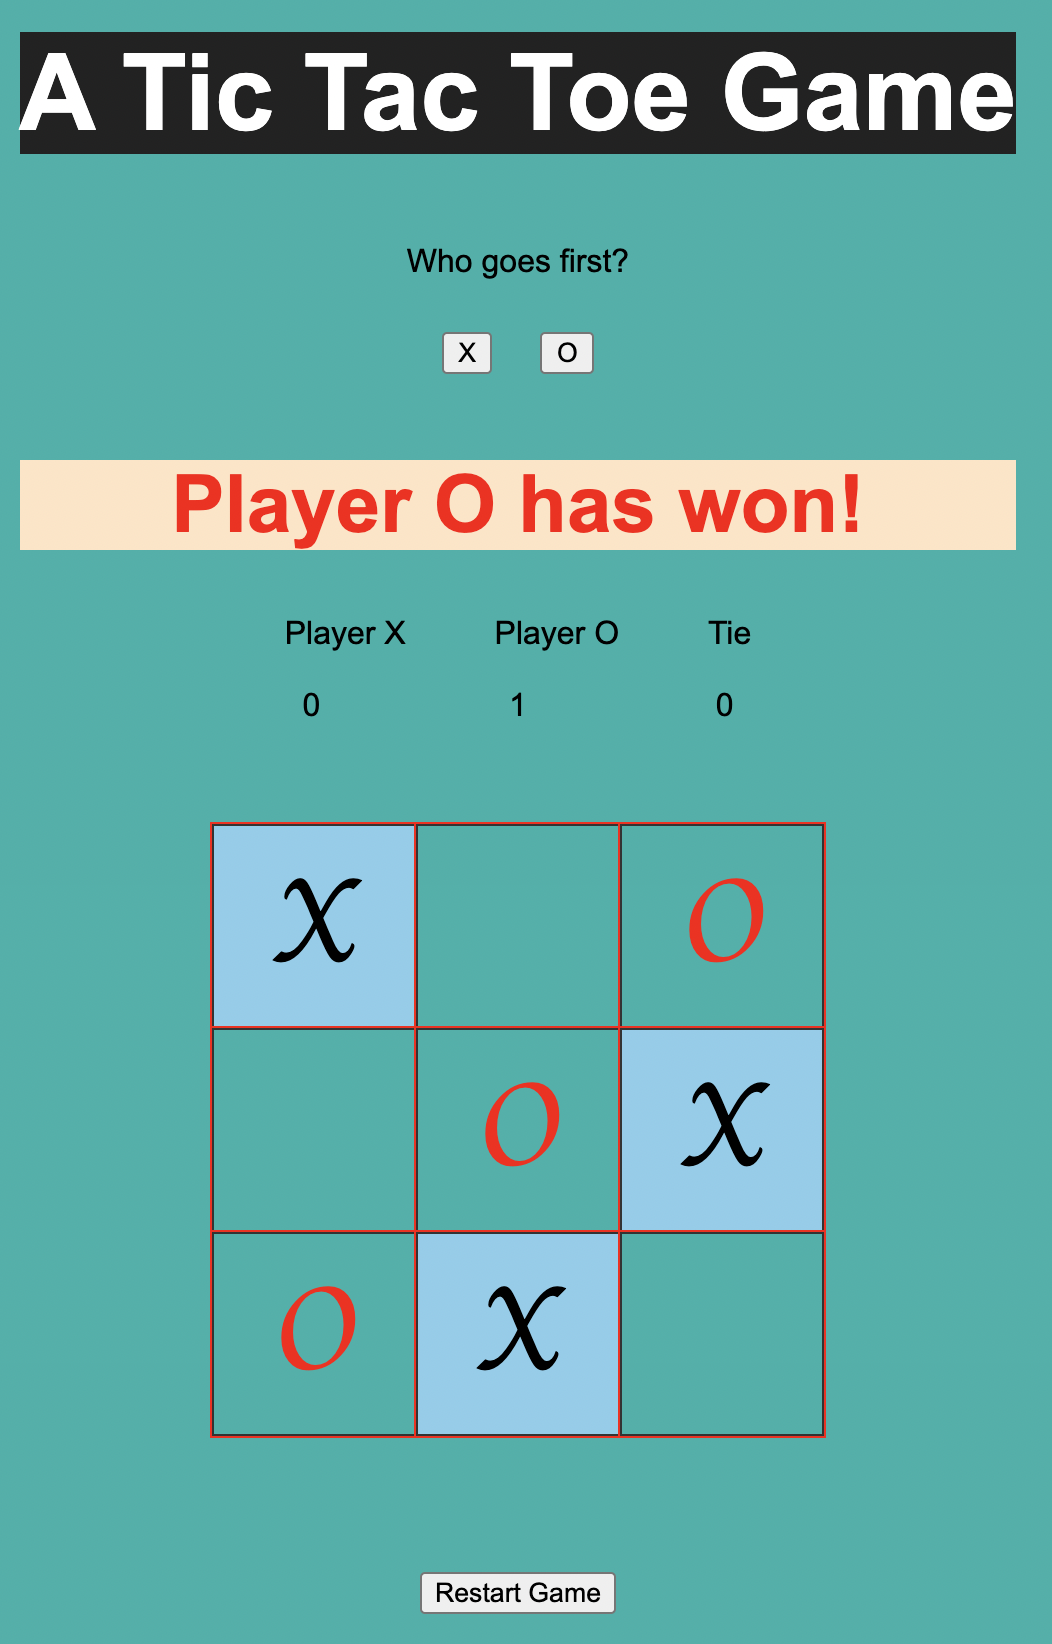 A Tic Tac Toe Game
Who goes first?
X O
Player O has won!
Player X Player O Tie
0 1 0
X O
O X
O X
Restart Game